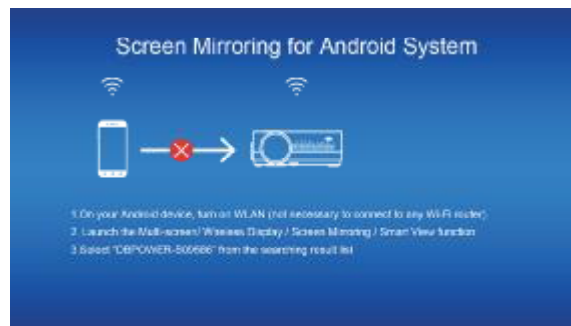 Screen Mirroring for Android System
1.On your Android device, turn on WLAN (not necessary to connect to any Wi-Fi router)
2. Launch the Multi-screen/ Wireless Display / Screen Mirroring / Smart View function
3.Select from the searching result list